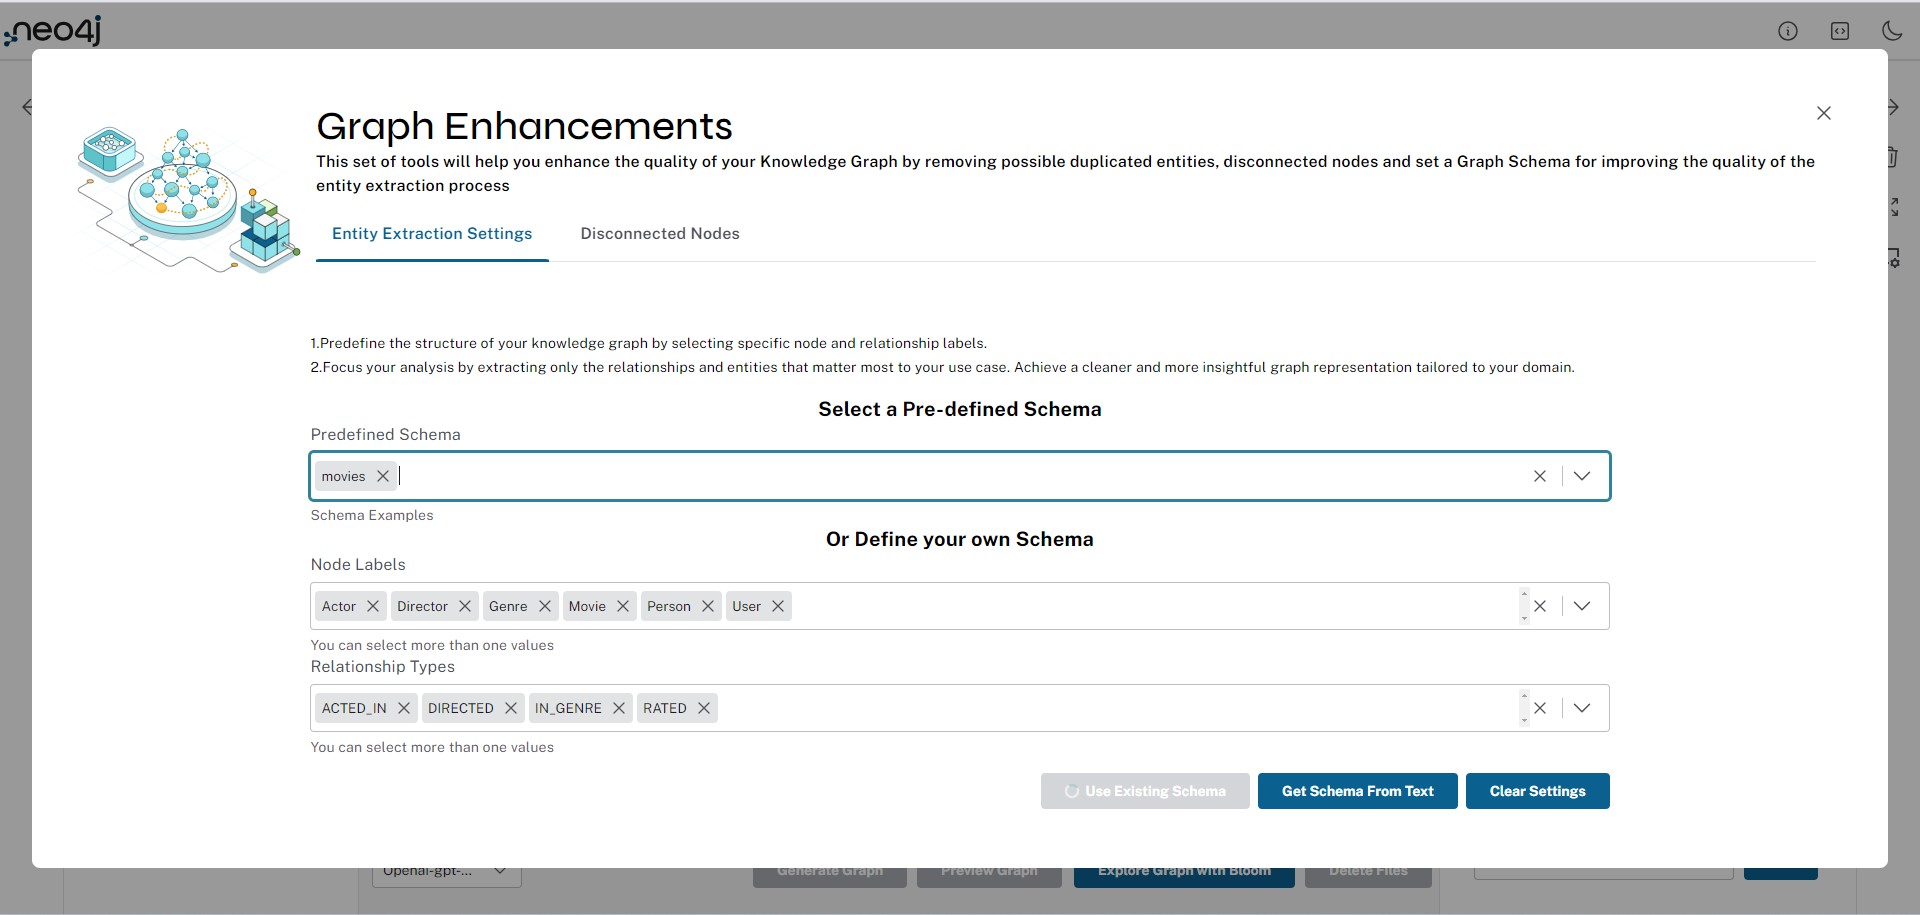 neo4j
Graph Enhancements
This set of tools will help you enhance the quality of your Knowledge Graph by removing possible duplicated entities, disconnected nodes and set a Graph Schema for improving the quality of the
entity extraction process
Entity Extraction Settings Disconnected Nodes
1.Predefine the structure of your knowledge graph by selecting specific node and relationship labels.
2.Focus your analysis by extracting only the relationships and entities that matter most to your use case. Achieve a cleaner and more insightful graph representation tailored to your domain.
Select a Pre-defined Schema
Predefined Schema
movies
Schema Examples
Or Define your own Schema
Node Labels
Actor Director Genre Movie Person User
You can select more than one values
Relationship Types
ACTED_IN DIRECTED IN_GENRE RATED
You can select more than one values
Use Existing Schema Get Schema From Text Clear Settings
Openai-gpt-... Generate Graph Preview Graph Explore Graph with Bloom Delete Files